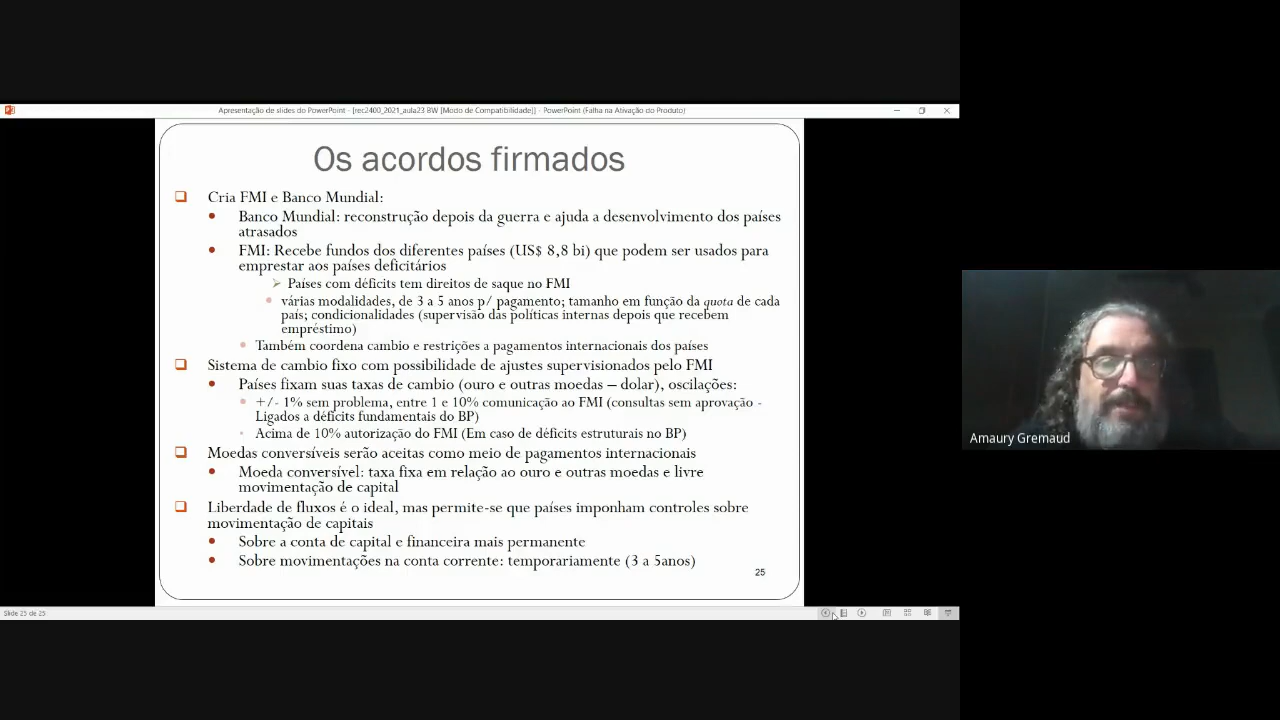 Apresentação de slides do PowerPoint - [rec2400_2021_aula23 BW [Modo de Compatibilidade]] - PowerPoint (Falha na Ativação do Produto)
Os acordos firmados
Cria FMI e Banco Mundial:
Banco Mundial: reconstrução depois da guerra e ajuda a desenvolvimento dos países
atrasados
FMI: Recebe fundos dos diferentes países (US$ 8,8 bi) que podem ser usados para
emprestar aos países deficitários
Países com déficits tem direitos de saque no FMI
várias modalidades, de 3 a 5 anos p/ pagamento; tamanho em função da quota de cada
país; condicionalidades (supervisão das políticas internas depois que recebem
empréstimo)
Também coordena cambio e restrições a pagamentos internacionais dos países
Sistema de cambio fixo com possibilidade de ajustes supervisionados pelo FMI
Países fixam suas taxas de cambio (ouro e outras moedas – dolar), oscilações:
+/- 1% sem problema, entre 1 e 10% comunicação ao FMI (consultas sem aprovação -
Ligados a déficits fundamentais do BP)
Acima de 10% autorização do FMI (Em caso de déficits estruturais no BP)
Moedas conversíveis serão aceitas como meio de pagamentos internacionais
Moeda conversível: taxa fixa em relação ao ouro e outras moedas e livre
movimentação de capital
Liberdade de fluxos é o ideal, mas permite-se que países imponham controles sobre
movimentação de capitais
Sobre a conta de capital e financeira mais permanente
Sobre movimentações na conta corrente: temporariamente (3 a 5anos)
25
Slide 25 de 25
Amaury Gremaud